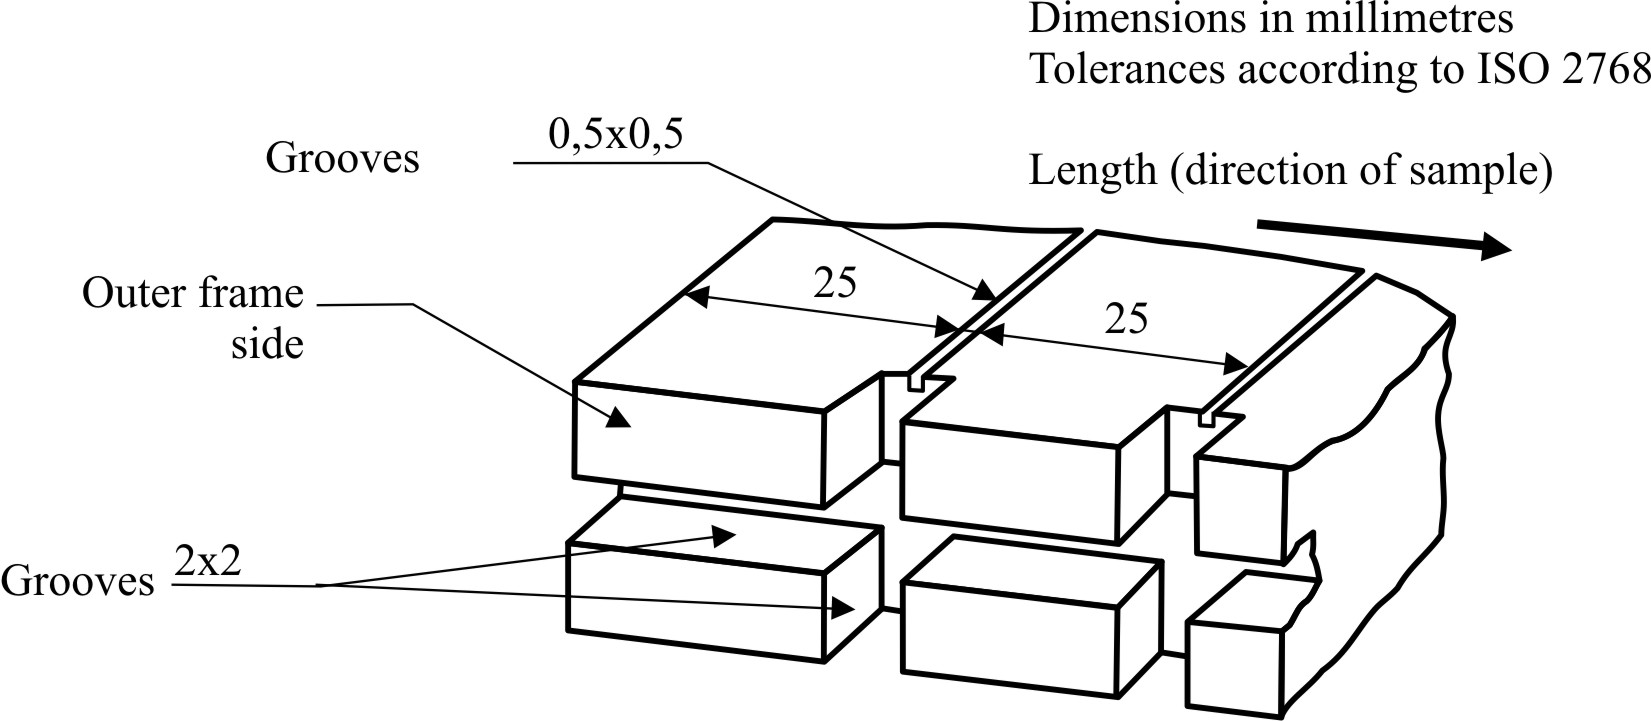 Dimensions in millimetres
Tolerances according to ISO 2768
0,5x0,5
Grooves
Length (direction of sample)
25
Outer frame
side
25
2x2
Grooves